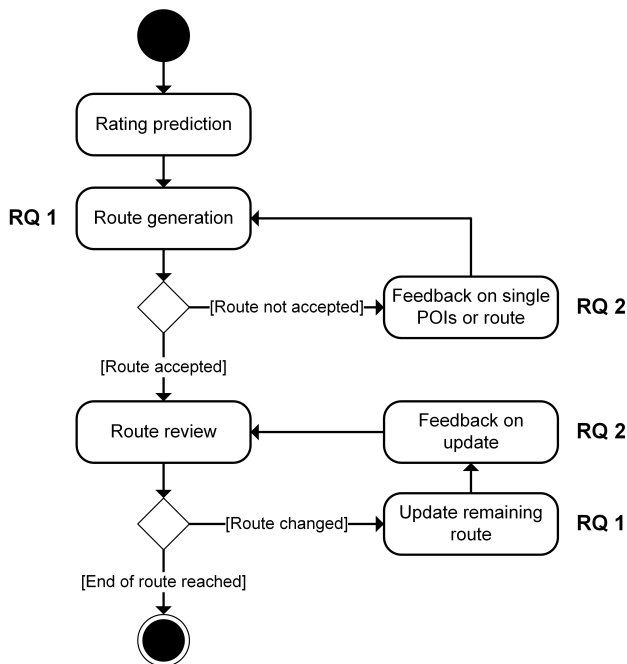 Rating prediction
RQ 1
Route generation
[Route not accepted]
Feedback on single
POIs or route
RQ 2
[Route accepted]
Route review
Feedback on
update
RQ 2
[Route changed]
Update remaining
route
RQ 1
[End of route reached]